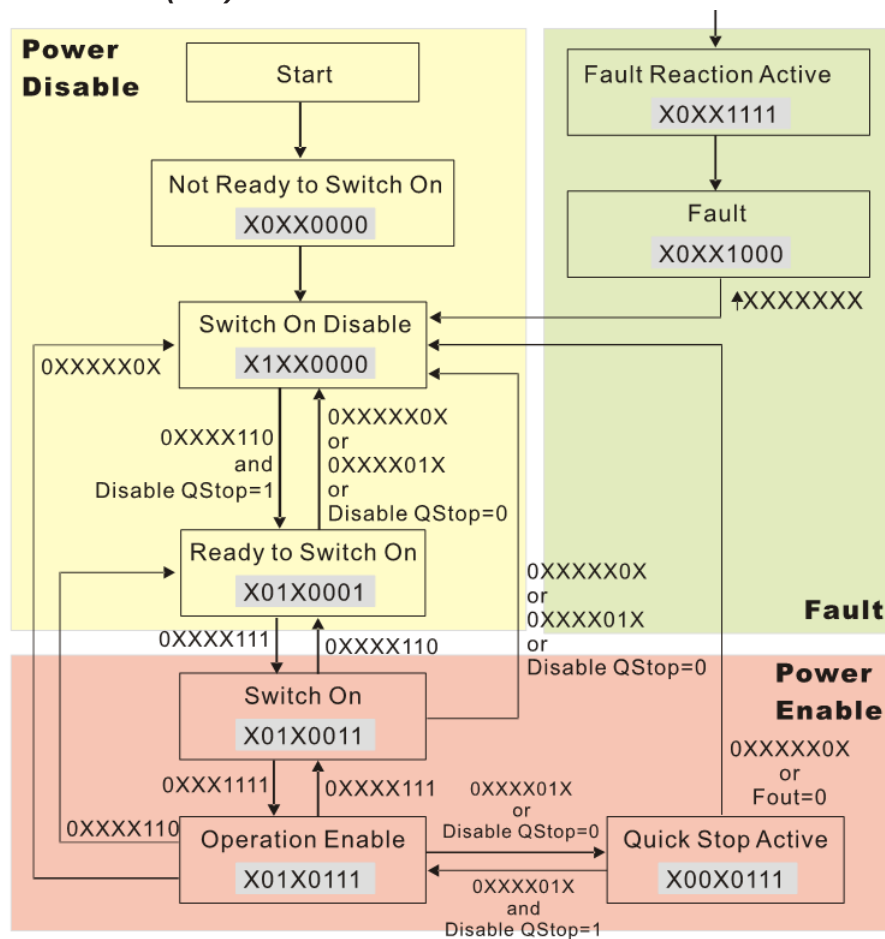 Power
Disable
Start
Not Ready to Switch On
X0XX0000
Switch On Disable
X1XX0000
0XXXXX0X
0XXXX110
and
Disable QStop=1
0XXXXX0X
or
0XXXX01X
or
Disable QStop=0
Ready to Switch On
X01X0001
Fault Reaction Active
X0XX1111
Fault
X0XX1000
XXXXXXX
Fault
0XXXXX0X
or
0XXXX01X
or
Disable QStop=0
0XXXX111
0XXXX110
Power
Enable
Switch On
X01X0011
0XXX1111
0XXXX111
0XXXX110
Operation Enable
X01X0111
0XXXX01X
or
Disable QStop=0
0XXXX01X
and
Disable QStop=1
0XXXXX0X
or
Fout=0
Quick Stop Active
X00X0111